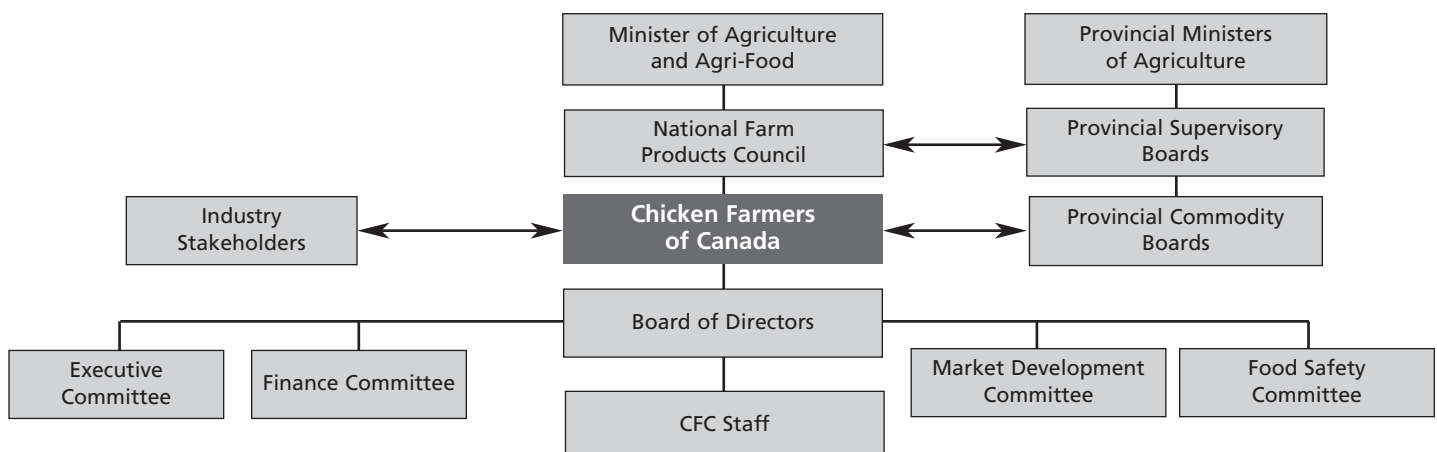 Minister of Agriculture
and Agri-Food
Provincial Ministers
of Agriculture
National Farm
Products Council
Provincial Supervisory
Boards
Industry
Stakeholders
Chicken Farmers
of Canada
Provincial Commodity
Boards
Board of Directors
Executive
Committee
Finance Committee
Market Development
Committee
Food Safety
Committee
CFC Staff